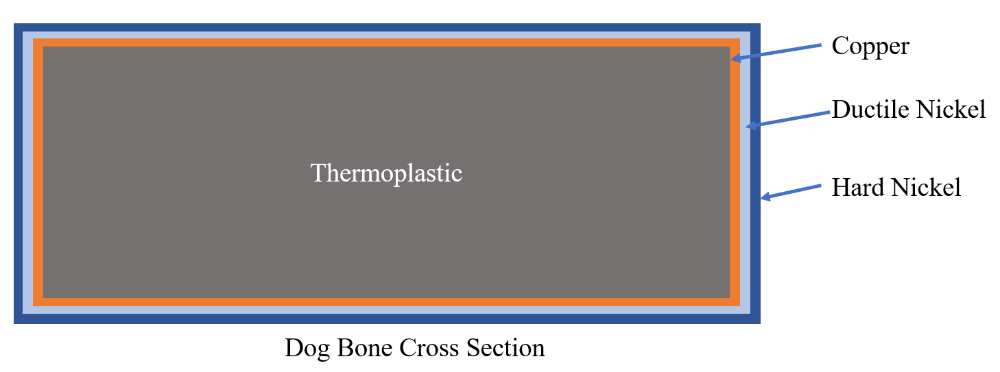 Copper
Ductile Nickel
Thermoplastic
Hard Nickel
Dog Bone Cross Section